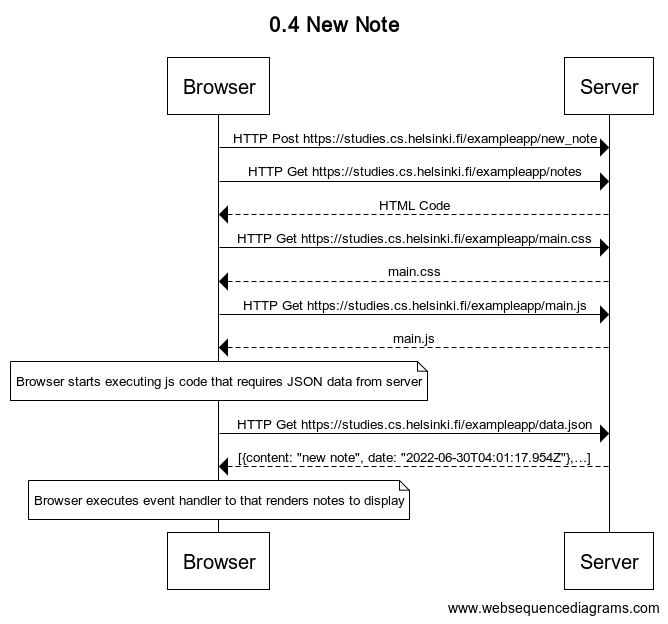 0.4 New Note
Browser
Server
HTTP Post https://studies.cs.helsinki.fi/exampleapp/new_note
HTTP Get https://studies.cs.helsinki.fi/exampleapp/notes
HTML Code
HTTP Get https://studies.cs.helsinki.fi/exampleapp/main.css
main.css
HTTP Get https://studies.cs.helsinki.fi/exampleapp/main.js
main.js
Browser starts executing js code that requires JSON data from server
HTTP Get https://studies.cs.helsinki.fi/exampleapp/data.json
[{content: "new note", date: "2022-06-30T04:01:17.954Z"},...]
Browser executes event handler to that renders notes to display
Browser
Server
www.websequencediagrams.com